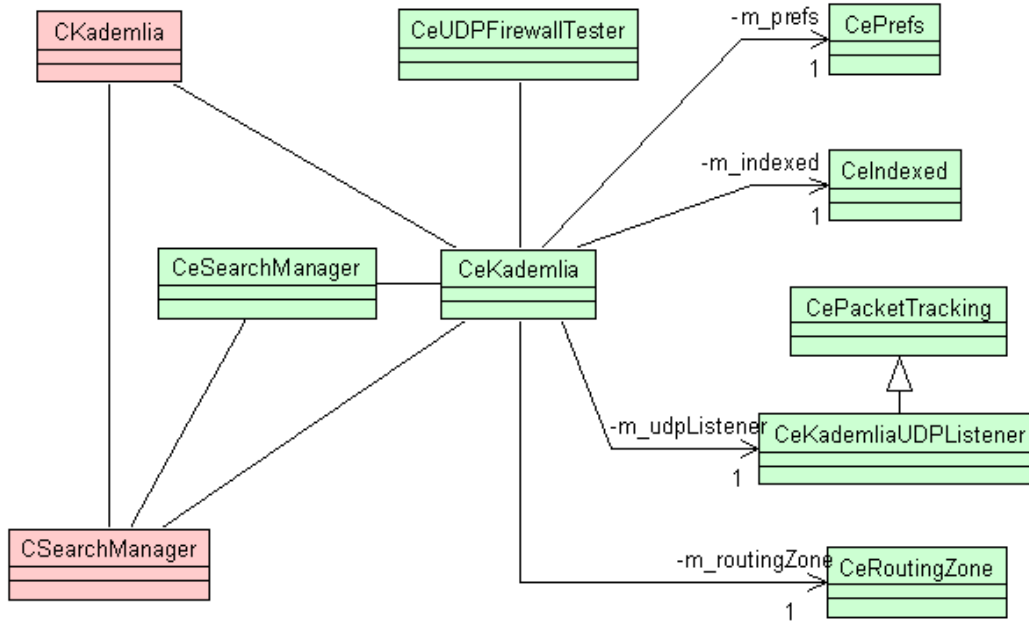 CKademlia
CeUDPFirewallTester
-m_prefs
CePrefs
1
-m_indexed
CeIndexed
1
CeSearchManager
CeKademlia
CePacketTracking
-m_udpListener
CeKademliaUDPListener
1
CSearchManager
-m_routingZone
CeRoutingZone
1